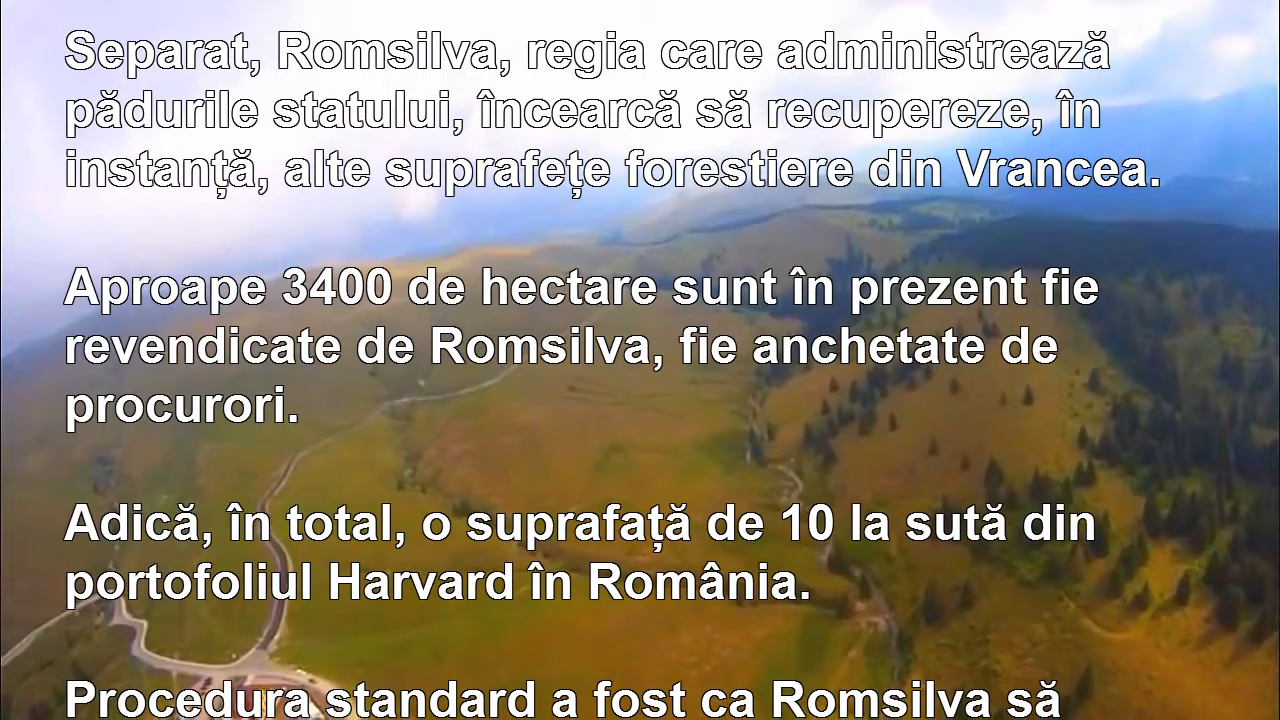 Separat, Romsilva, regia care administrează
pădurile statului, încearcă să recupereze, în
instanță, alte suprafețe forestiere din Vrancea.
Aproape 3400 de hectare sunt în prezent fie
revendicate de Romsilva, fie anchetate de
procurori.
Adică, în total, o suprafață de 10 la sută din
portofoliul Harvard în România.
Procedura standard a fost ca Romsilva să